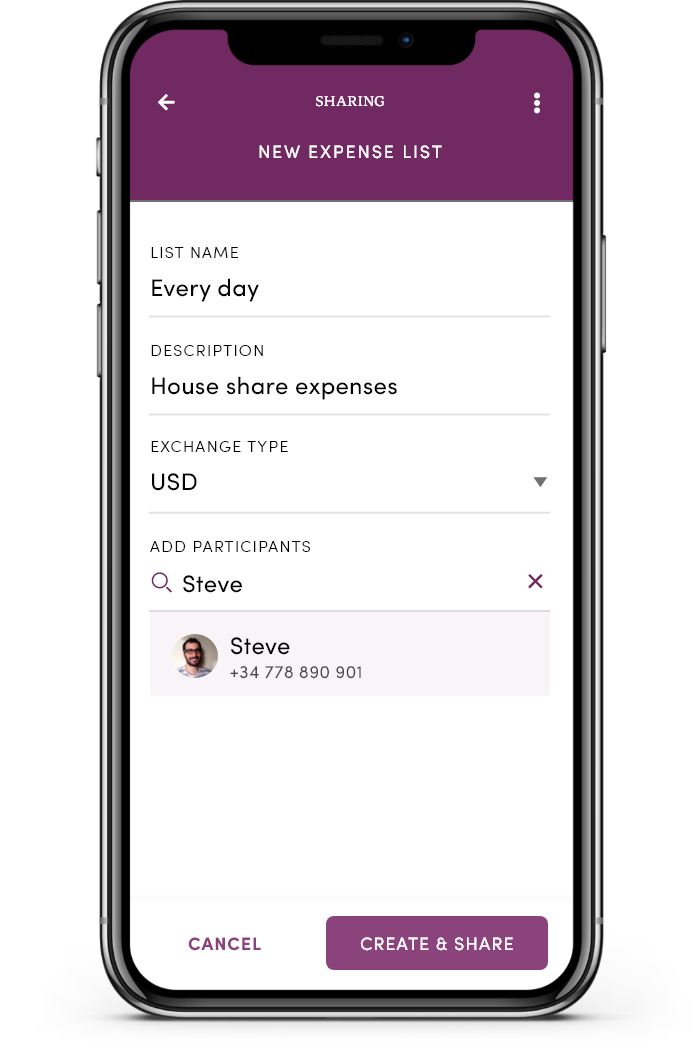 SHARING
NEW EXPENSE LIST
LIST NAME
Every day
DESCRIPTION
House share expenses
EXCHANGE TYPE
USD
ADD PARTICIPANTS
Steve
Steve
+34 778 890 901
CANCEL
CREATE & SHARE